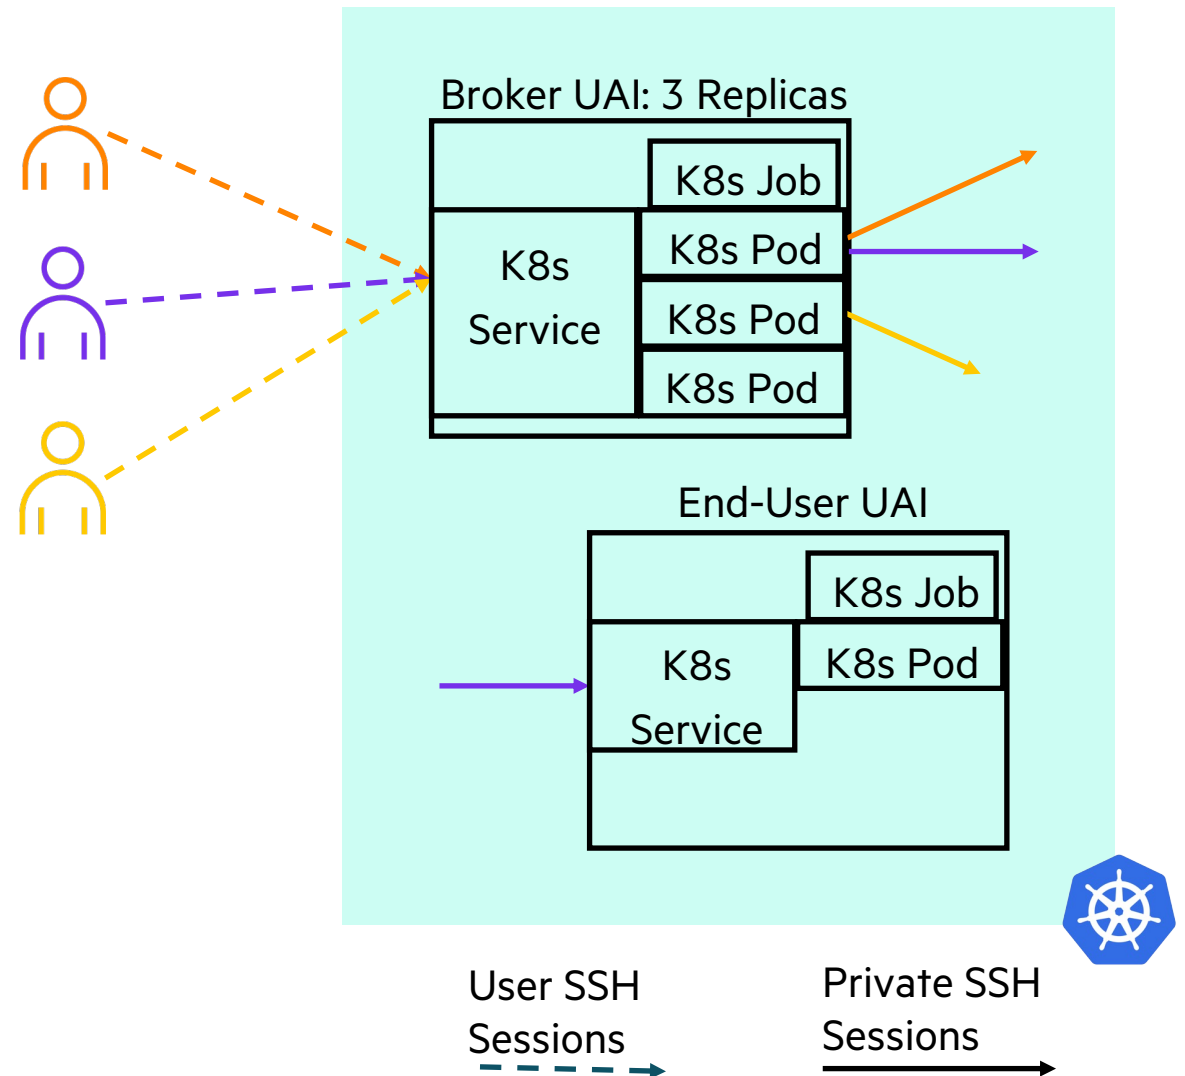 Broker UAI: 3 Replicas
K8s Job
K8s
Service
K8s Pod
K8s Pod
K8s Pod
End-User UAI
K8s Job
K8s
Service
K8s Pod
User SSH
Sessions
Private SSH
Sessions